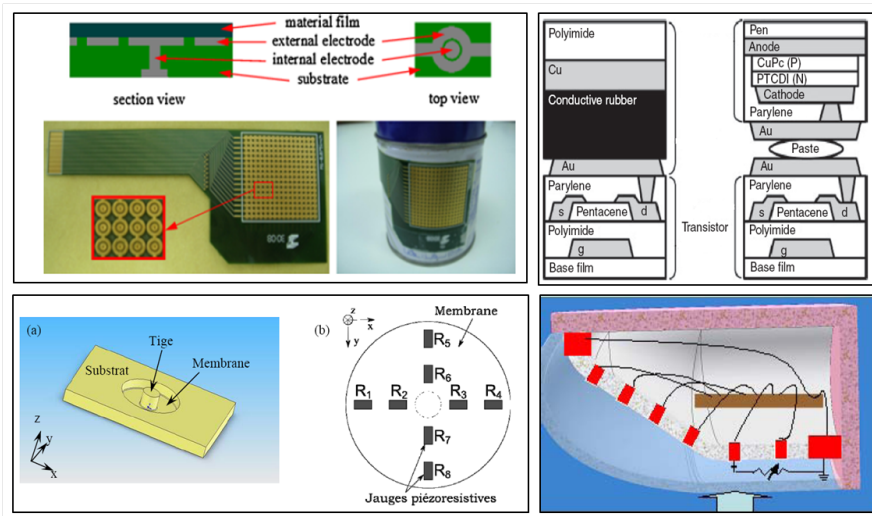 material film
external electrode
internal electrode
substrate
section view
top view
Polyimide
Cu
Conductive rubber
Au
Parylene
s
Pentacene
d
Polyimide
g
Base film
Transistor
Pen
Anode
CuPc (P)
PTCDI (N)
Cathode
Parylene
Au
Paste
Au
Parylene
s
Pentacene
d
Polyimide
g
Base film
(a)
Tige
Substrat
Membrane
z
y
x
(b)
z
x
y
Membrane
R5
R6
R1
R2
R3
R4
R7
R8
Jauges piézoresistives